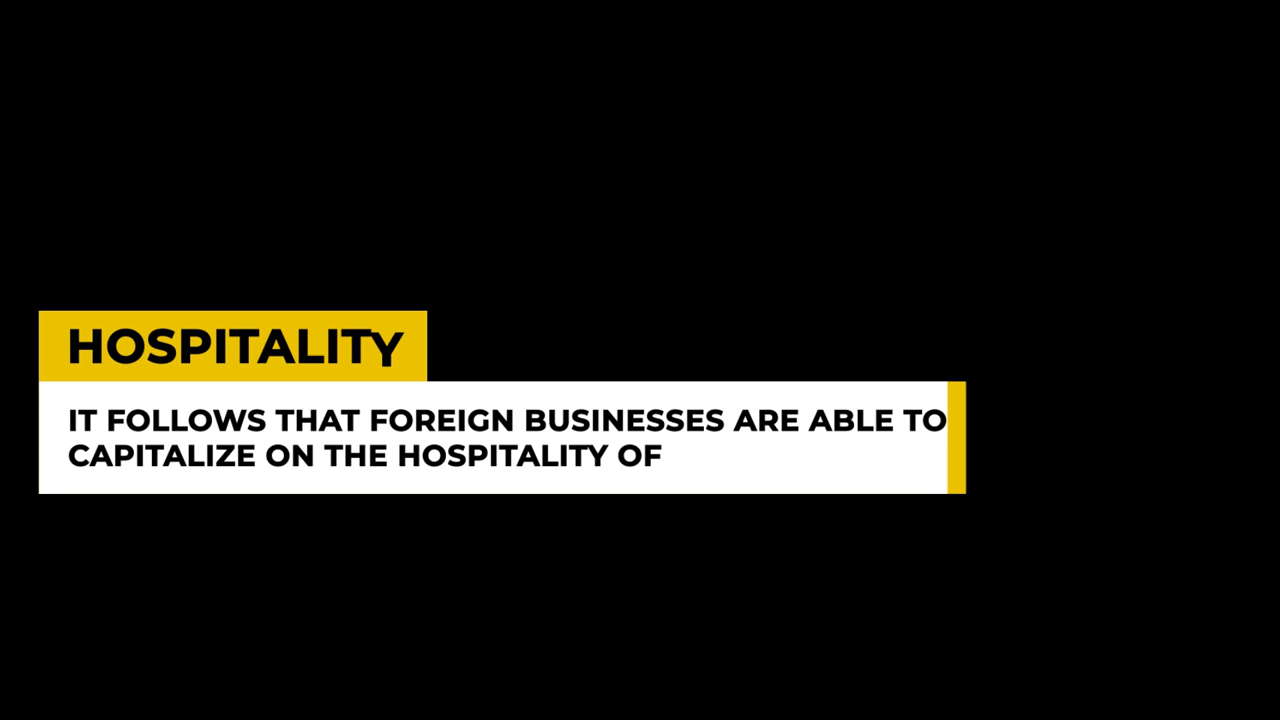 HOSPITALITY
IT FOLLOWS THAT FOREIGN BUSINESSES ARE ABLE TO
CAPITALIZE ON THE HOSPITALITY OF